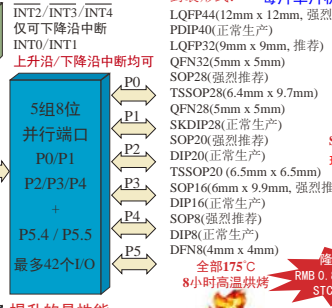 INT2/INT3/INT4
仅可下降沿中断
INT0/INT1
上升沿/下降沿中断均可
5组8位
并行端口
P0/P1
P2/P3/P4
+
P5.4 / P5.5
最多42个I/O
P0
P1
P2
P3
P4
P5
LQFP44(12mm x 12mm, 强烈
PDIP40(正常生产)
LQFP32(9mm x 9mm, 推荐)
QFN32(5mm x 5mm)
SOP28(强烈推荐)
TSSOP28(6.4mm x 9.7mm)
QFN28(5mm x 5mm)
SKDIP28(正常生产)
SOP20(强烈推荐)
DIP20(正常生产)
TSSOP20 (6.5mm x 6.5mm)
SOP16(6mm x 9.9mm, 强烈推
DIP16(正常生产)
SOP8(强烈推荐)
DIP8(正常生产)
DFN8(4mm x 4mm)
全部175℃
8小时高温烘烤
隆
RMB 0.
STC